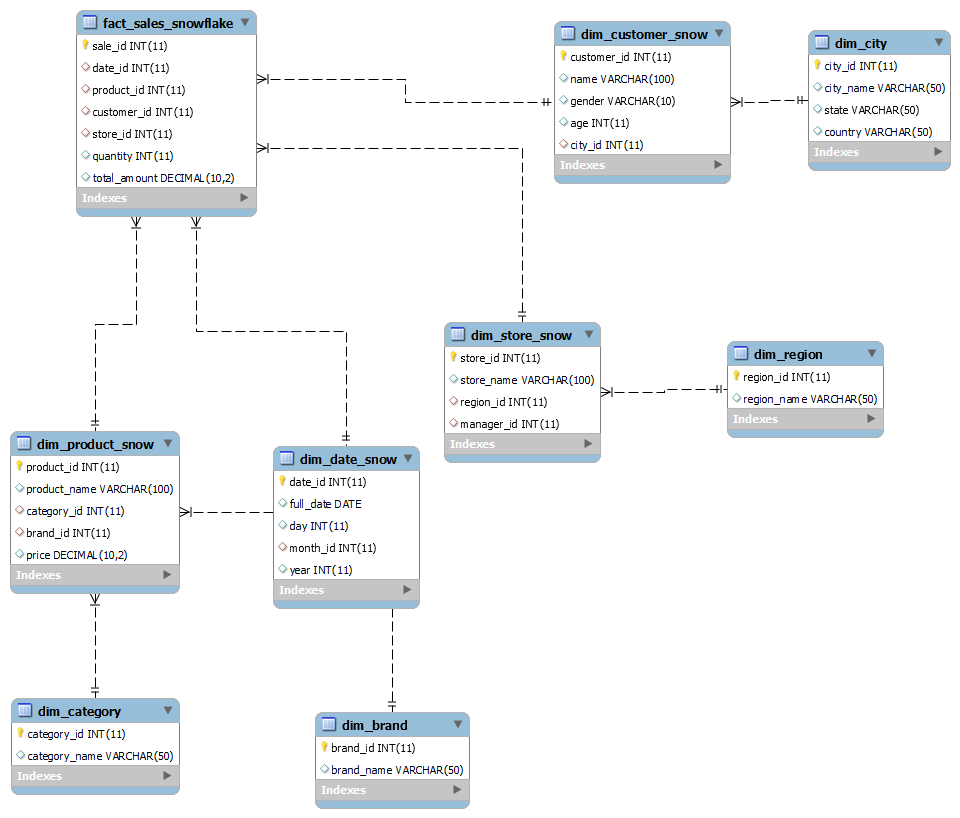 fact_sales_snowflake
sale_id INT(11)
date_id INT(11)
product_id INT(11)
customer_id INT(11)
store_id INT(11)
quantity INT(11)
total_amount DECIMAL(10,2)
Indexes
dim_customer_snow
customer_id INT(11)
name VARCHAR(100)
gender VARCHAR(10)
age INT(11)
city_id INT(11)
Indexes
dim_city
city_id INT(11)
city_name VARCHAR(50)
state VARCHAR(50)
country VARCHAR(50)
Indexes
dim_store_snow
store_id INT(11)
store_name VARCHAR(100)
region_id INT(11)
manager_id INT(11)
Indexes
dim_region
region_id INT(11)
region_name VARCHAR(50)
Indexes
dim_product_snow
product_id INT(11)
product_name VARCHAR(100)
category_id INT(11)
brand_id INT(11)
price DECIMAL(10,2)
Indexes
dim_date_snow
date_id INT(11)
full_date DATE
day INT(11)
month_id INT(11)
year INT(11)
Indexes
dim_category
category_id INT(11)
category_name VARCHAR(50)
Indexes
dim_brand
brand_id INT(11)
brand_name VARCHAR(50)
Indexes